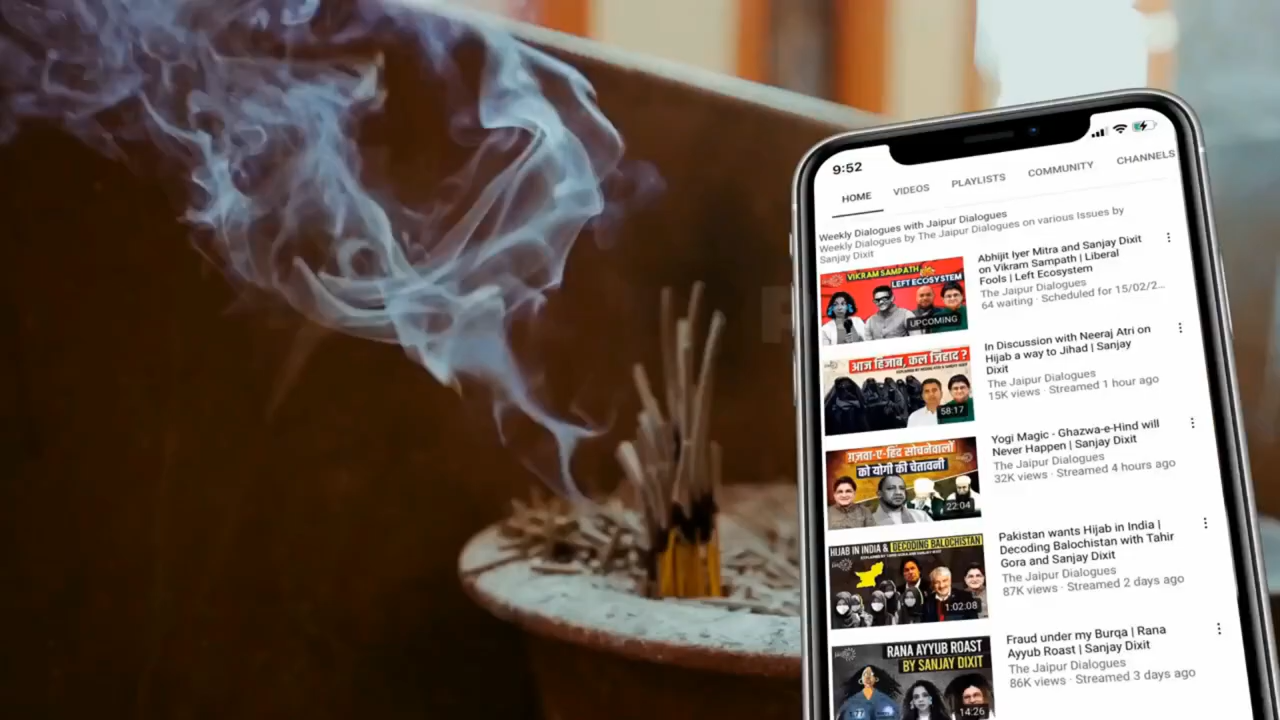 9:52
HOME VIDEOS PLAYLISTS COMMUNITY CHANNELS
Weekly Dialogues with Jaipur Dialogues
Weekly Dialogues by The Jaipur Dialogues on various Issues by
Sanjay Dixit
VIKRAM SAMPATH
LEFT ECOSYSTEM
UPCOMING
Abhijit Iyer Mitra and Sanjay Dixit
on Vikram Sampath | Liberal
Fools | Left Ecosystem
The Jaipur Dialogues
64 waiting · Scheduled for 15/02/2...
आज हिजाब, कल जिहाद ?
58:17
In Discussion with Neeraj Atri on
Hijab a way to Jihad | Sanjay
Dixit
The Jaipur Dialogues
15K views · Streamed 1 hour ago
ग़ज़वा-ए-हिंद सोचनेवालों
को योगी की चेतावनी
22:04
Yogi Magic - Ghazwa-e-Hind will
Never Happen | Sanjay Dixit
The Jaipur Dialogues
32K views · Streamed 4 hours ago
HIJAB IN INDIA & DECODING BALOCHISTAN
1:02:08
Pakistan wants Hijab in India |
Decoding Balochistan with Tahir
Gora and Sanjay Dixit
The Jaipur Dialogues
87K views · Streamed 2 days ago
RANA AYYUB ROAST
BY SANJAY DIXIT
14:26
Fraud under my Burqa | Rana
Ayyub Roast | Sanjay Dixit
The Jaipur Dialogues
86K views · Streamed 3 days ago